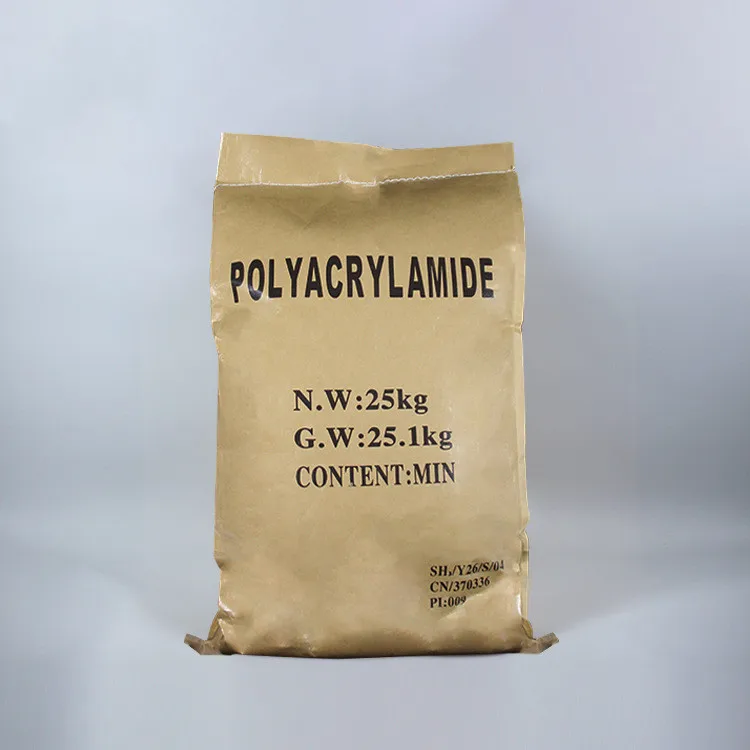 POLYACRYLAMIDE
N.W:25kg
G.W:25.1kg
CONTENT:MIN
CN/370336